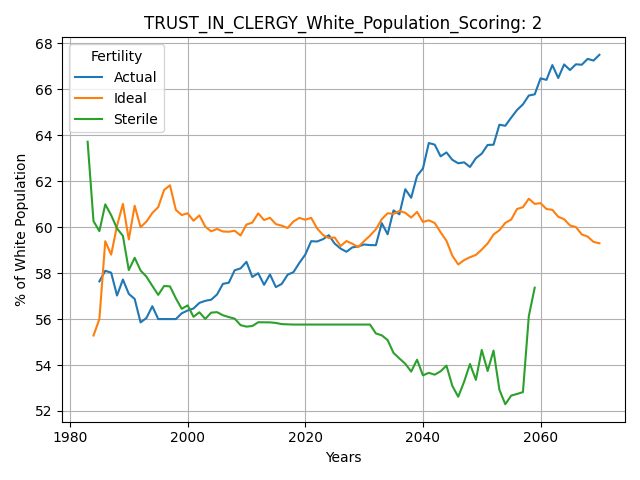 TRUST_IN_CLERGY_White_Population_Scoring: 2
Fertility
Actual
Ideal
Sterile
% of White Population
68
66
64
62
60
58
56
54
52
1980
2000
2020
2040
2060
Years